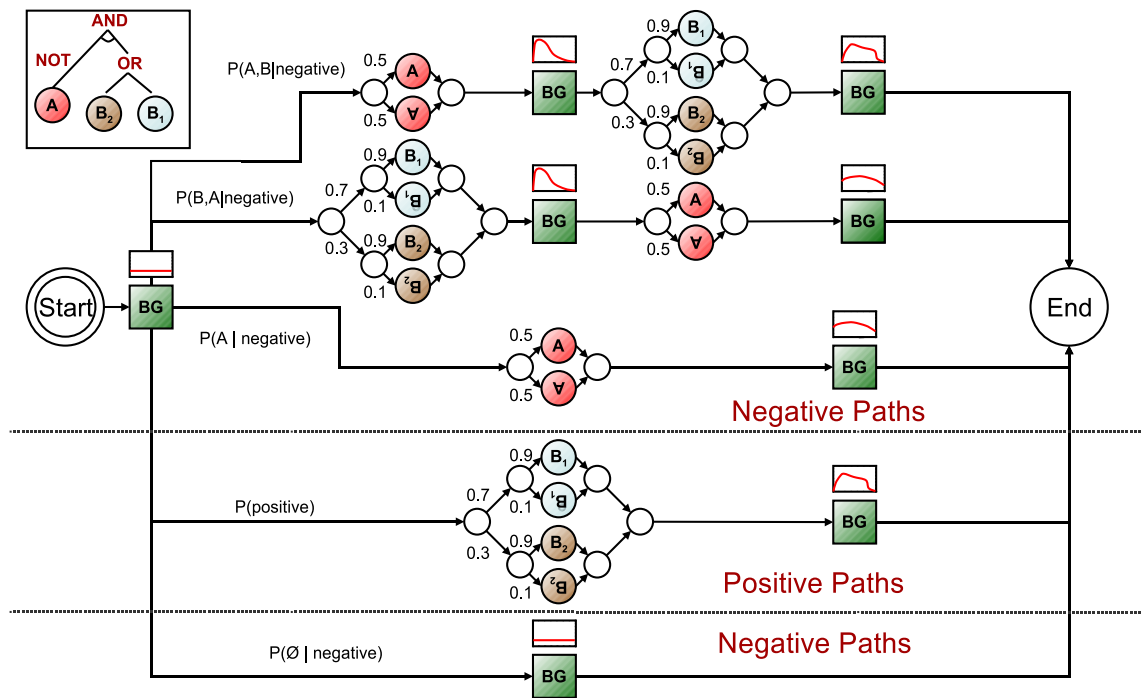 AND
NOT
OR
A
B2
B1
P(A,B|negative)
0.5
A
0.5
A
BG
0.7
0.3
0.9
B1
0.1
B1
0.9
B2
0.1
B2
BG
P(B,A|negative)
0.7
0.3
0.9
B1
0.1
B1
0.9
B2
0.1
B2
BG
0.5
A
0.5
A
BG
Start
BG
End
P(A | negative)
0.5
A
0.5
A
BG
Negative Paths
P(positive)
0.7
0.3
0.9
B1
0.1
B1
0.9
B2
0.1
B2
BG
Positive Paths
Negative Paths
P(Ø | negative)
BG